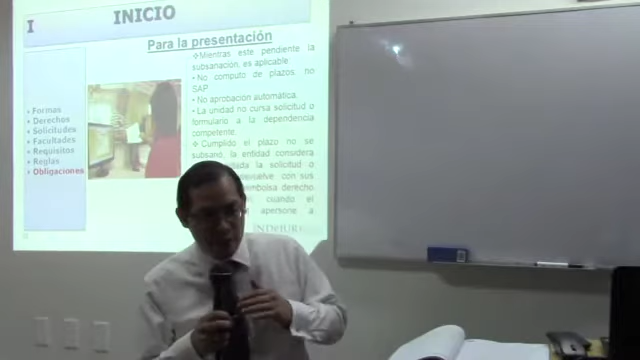 I
INICIO
Para la presentación
Formas
Derechos
Solicitudes
Facultades
Requisitos
Reglas
Obligaciones
❖Mientras este pendiente la
subsanación, es aplicable
• No computo de plazos, no
SAP
• No aprobación automática.
• La unidad no cursa solicitud o
formulario a la dependencia
competente.
❖ Cumplido el plazo no se
subsano, la entidad considera
la solicitud o
con sus
derecho
cuando el
apersone a